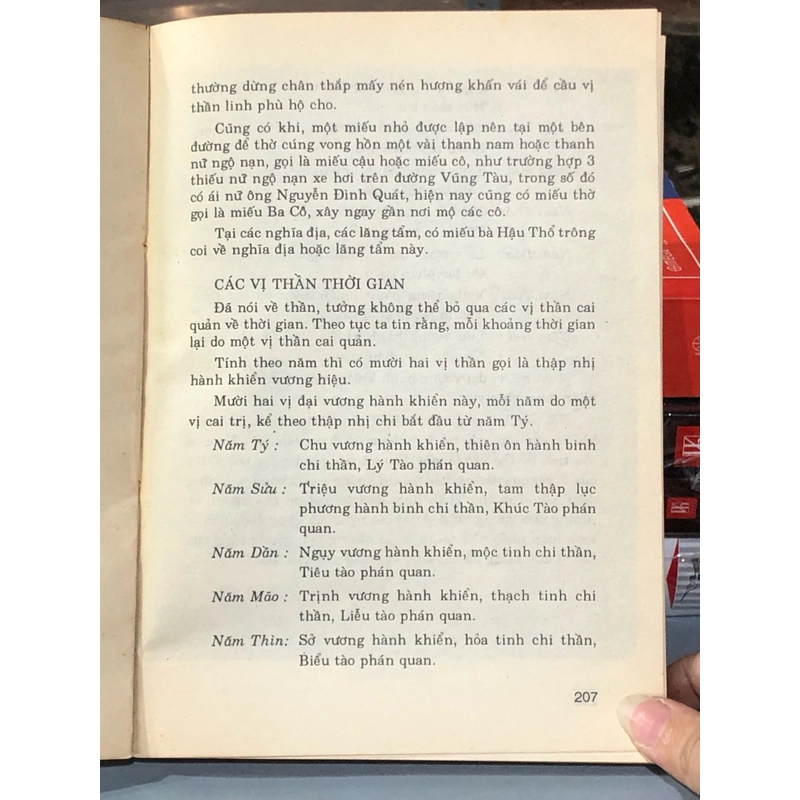 thường dừng chân thắp mấy nén hương khấn vái để cầu vị
thần linh phù hộ cho.
Cũng có khi, một miếu nhỏ được lập nên tại một bên
đường để thờ cúng vong hồn một vài thanh nam hoặc thanh
nữ ngộ nạn, gọi là miếu cậu hoặc miếu cô, như trường hợp 3
thiếu nữ ngộ nạn xe hơi trên đường Vũng Tàu, trong số đó
có ái nữ ông Nguyễn Đình Quát, hiện nay cũng có miếu thờ
gọi là miếu Ba Cô, xây ngay gần nơi mộ các cô.
Tại các nghĩa địa, các lăng tẩm, có miếu bà Hậu Thổ trông
coi về nghĩa địa hoặc lăng tẩm này.
CÁC VỊ THẦN THỜI GIAN
Đã nói về thần, tưởng không thể bỏ qua các vị thần cai
quản về thời gian. Theo tục ta tin rằng, mỗi khoảng thời gian
lại do một vị thần cai quản.
Tính theo năm thì có mười hai vị thần gọi là thập nhị
hành khiển vương hiệu.
Mười hai vị đại vương hành khiển này, mỗi năm do một
vị cai trị, kể theo thập nhị chi bắt đầu từ năm Tý.
Năm Tý : Chu vương hành khiển, thiên ôn hành binh
chi thần, Lý Tào phán quan.
Năm Sửu : Triệu vương hành khiển, tam thập lục
phương hành binh chi thần, Khúc Tào phán
quan.
Năm Dần : Ngụy vương hành khiển, mộc tinh chi thần,
Tiêu tào phán quan.
Năm Mão : Trịnh vương hành khiển, thạch tinh chi
thần, Liễu tào phán quan.
Năm Thìn: Sở vương hành khiển, hỏa tinh chi thần,
Biểu tào phán quan.
207